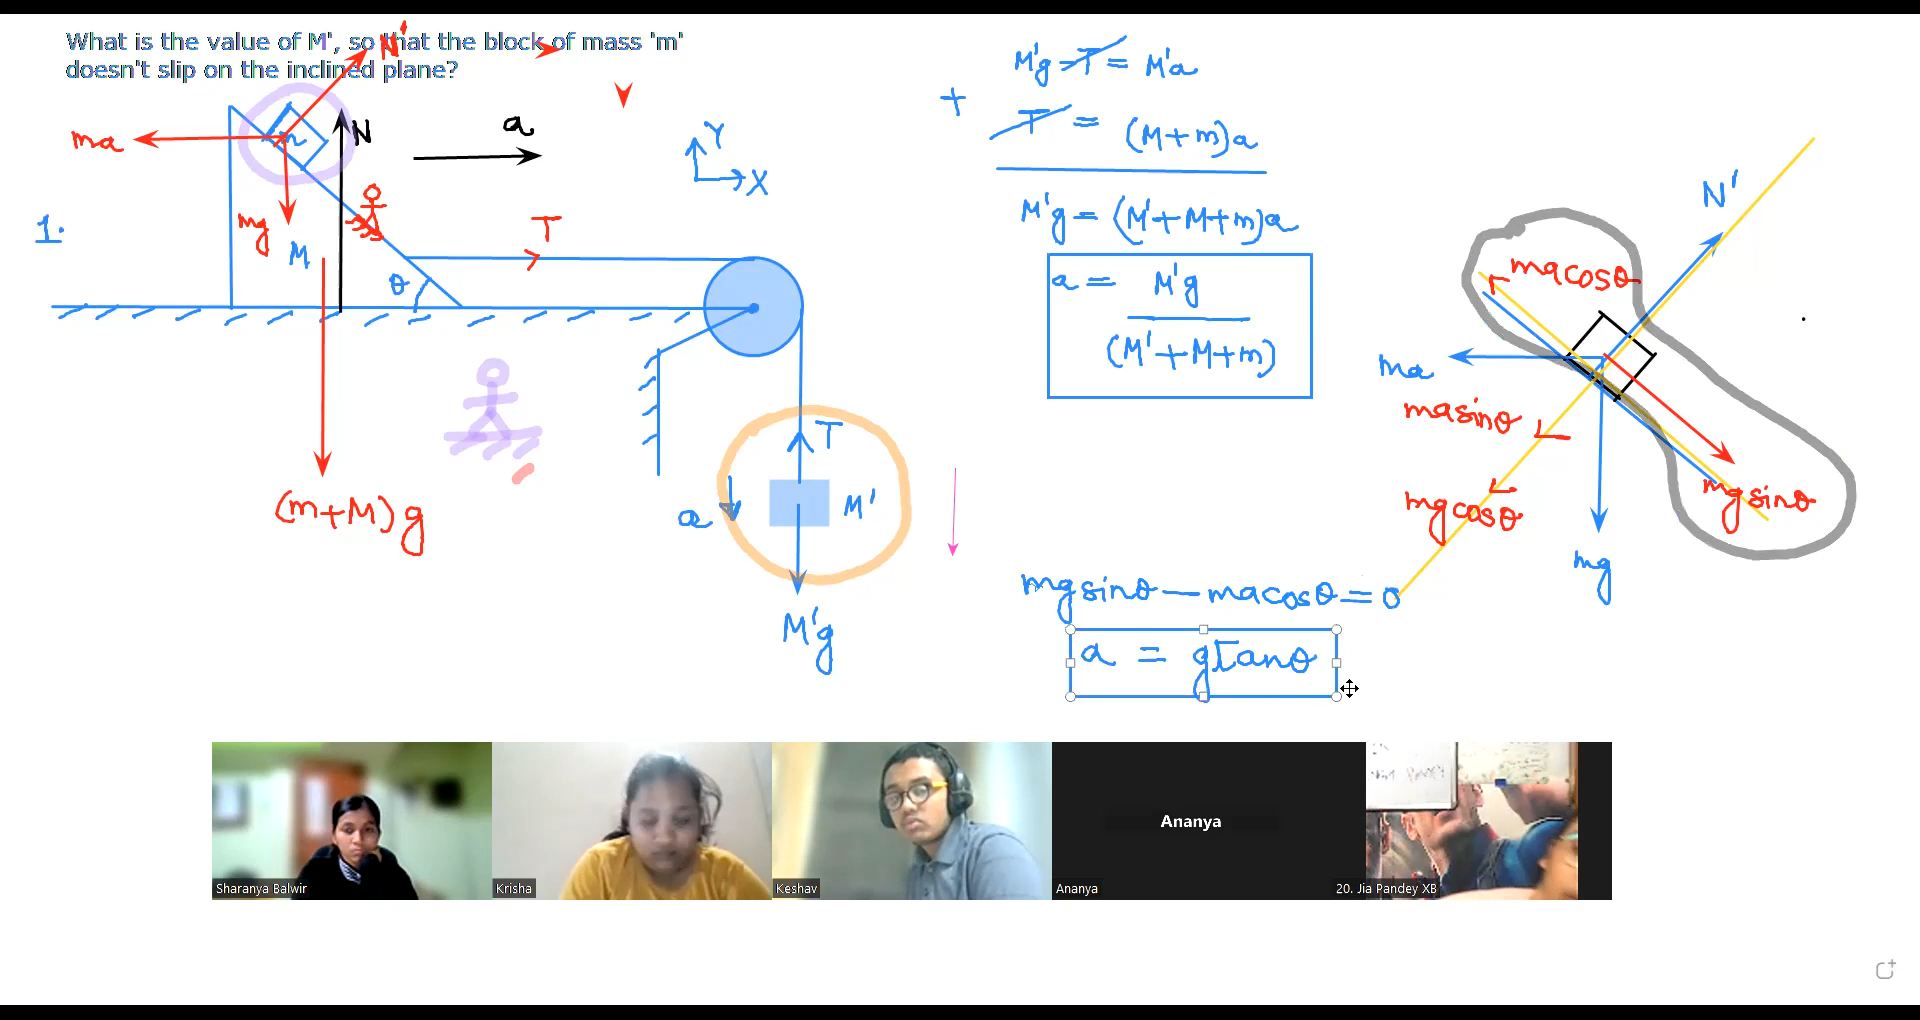 What is the value of M', so that the block of mass 'm'
doesn't slip on the inclined plane?
1.
N'
ma
m
N
a
mg
M
θ
T
Y
X
(m+M)g
T
a
M'
M'g
M'g - T = M'a
+
T = (M+m)a
M'g = (M'+M+m)a
a = M'g
(M'+M+m)
N'
macosθ
ma
masinθ
mgcosθ
mgsinθ
mg
mgsinθ - macosθ = 0
a = gtanθ
Sharanya Balwir
Krisha
Keshav
Ananya
Ananya
20. Jia Pandey XB